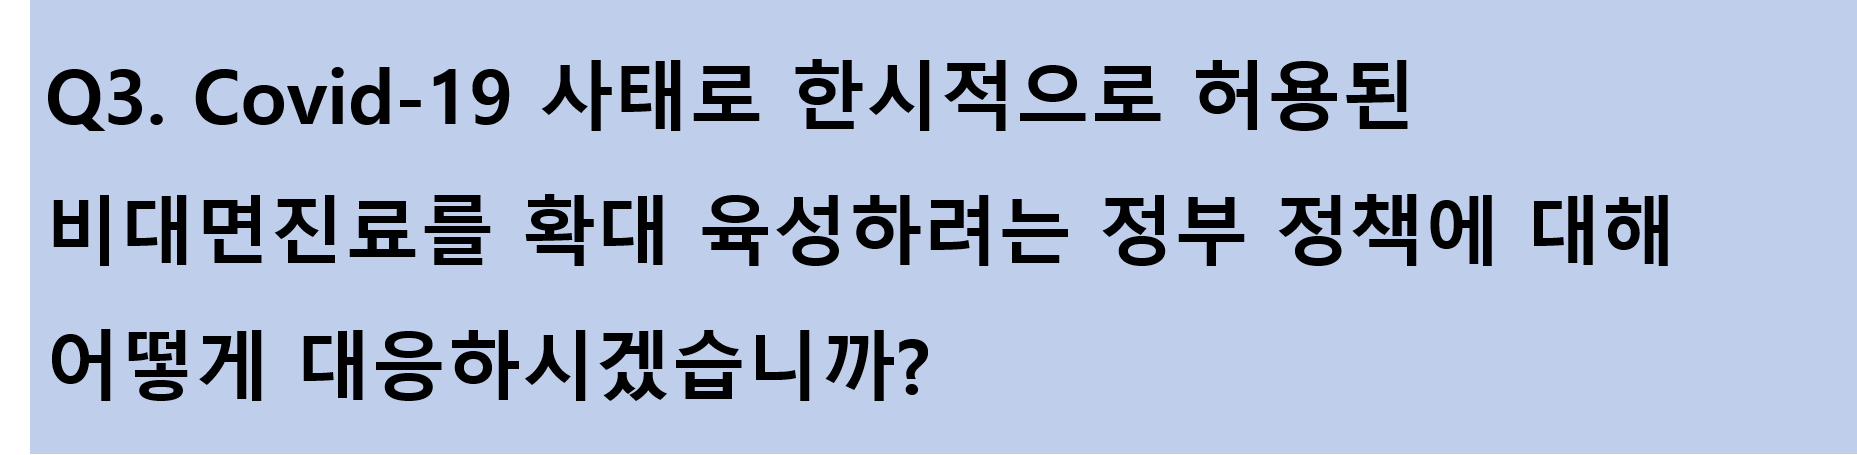 Q3. Covid-19 사태로 한시적으로 허용된
비대면진료를 확대 육성하려는 정부 정책에 대해
어떻게 대응하시겠습니까?